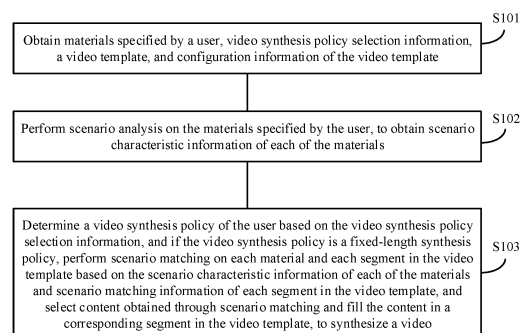 S101
Obtain materials specified by a user, video synthesis policy selection information,
a video template, and configuration information of the video template
S102
Perform scenario analysis on the materials specified by the user, to obtain scenario
characteristic information of each of the materials
S103
Determine a video synthesis policy of the user based on the video synthesis policy
selection information, and if the video synthesis policy is a fixed-length synthesis
policy, perform scenario matching on each material and each segment in the video
template based on the scenario characteristic information of each of the materials
and scenario matching information of each segment in the video template, and
select content obtained through scenario matching and fill the content in a
corresponding segment in the video template, to synthesize a video